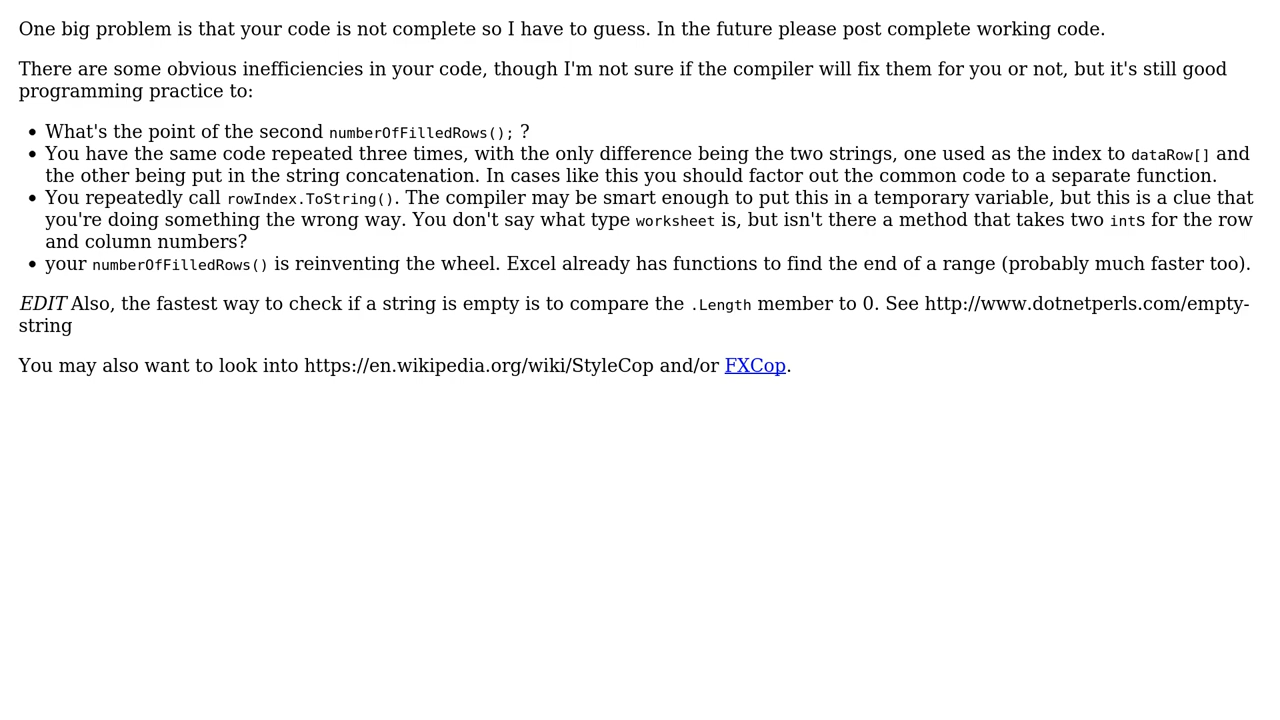 One big problem is that your code is not complete so I have to guess. In the future please post complete working code.
There are some obvious inefficiencies in your code, though I'm not sure if the compiler will fix them for you or not, but it's still good
programming practice to:
• What's the point of the second numberOfFilledRows(); ?
• You have the same code repeated three times, with the only difference being the two strings, one used as the index to dataRow[] and
the other being put in the string concatenation. In cases like this you should factor out the common code to a separate function.
• You repeatedly call rowIndex.ToString(). The compiler may be smart enough to put this in a temporary variable, but this is a clue that
you're doing something the wrong way. You don't say what type worksheet is, but isn't there a method that takes two ints for the row
and column numbers?
• your numberOfFilledRows() is reinventing the wheel. Excel already has functions to find the end of a range (probably much faster too).
EDIT Also, the fastest way to check if a string is empty is to compare the .Length member to 0. See http://www.dotnetperls.com/empty-
string
You may also want to look into https://en.wikipedia.org/wiki/StyleCop and/or FXCop.